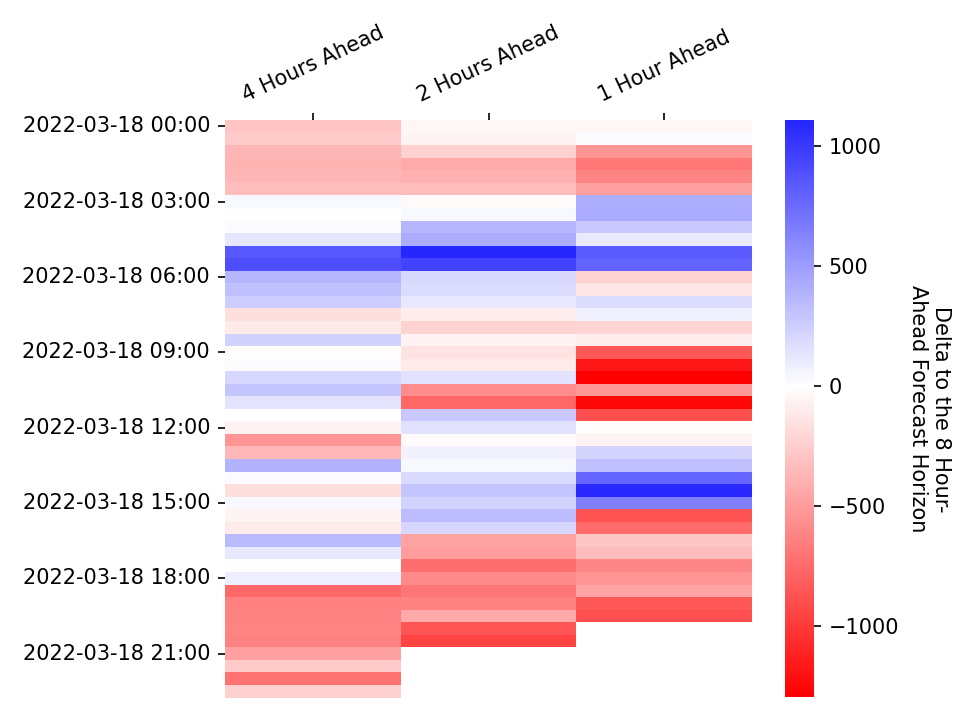 4 Hours Ahead
2 Hours Ahead
1 Hour Ahead
2022-03-18 00:00
2022-03-18 03:00
2022-03-18 06:00
2022-03-18 09:00
2022-03-18 12:00
2022-03-18 15:00
2022-03-18 18:00
2022-03-18 21:00
1000
500
0
−500
−1000
Delta to the 8 Hour-
Ahead Forecast Horizon